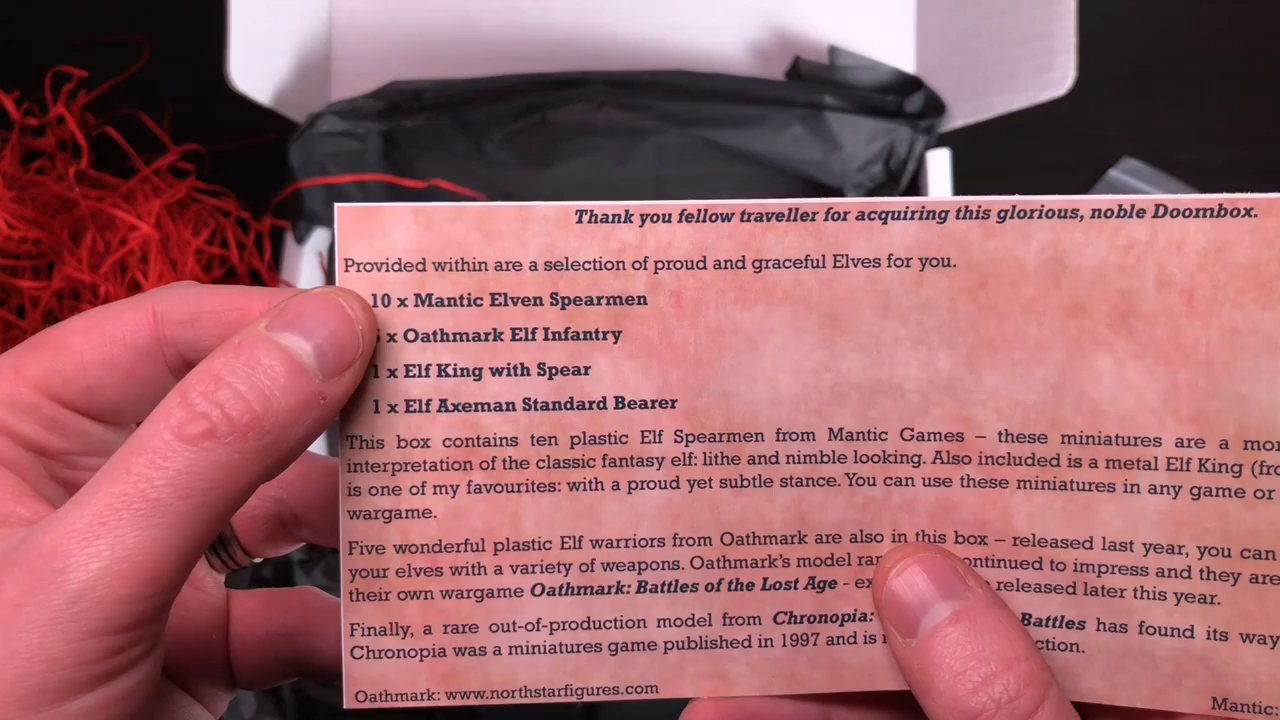 Thank you fellow traveller for acquiring this glorious, noble Doombox.
Provided within are a selection of proud and graceful Elves for you.
10 x Mantic Elven Spearmen
x Oathmark Elf Infantry
1 x Elf King with Spear
1 x Elf Axeman Standard Bearer
This box contains ten plastic Elf Spearmen from Mantic Games – these miniatures are a
interpretation of the classic fantasy elf: lithe and nimble looking. Also included is a metal Elf King
is one of my favourites: with a proud yet subtle stance. You can use these miniatures in any game or
wargame.
Five wonderful plastic Elf warriors from Oathmark are also in this box – released last year, you can
your elves with a variety of weapons. Oathmark's model continued to impress and they are
their own wargame Oathmark: Battles of the Lost Age - released later this year.
Finally, a rare out-of-production model from Chronopia: Battles has found its way
Chronopia was a miniatures game published in 1997 and is
Oathmark: www.northstarfigures.com
Mantic: